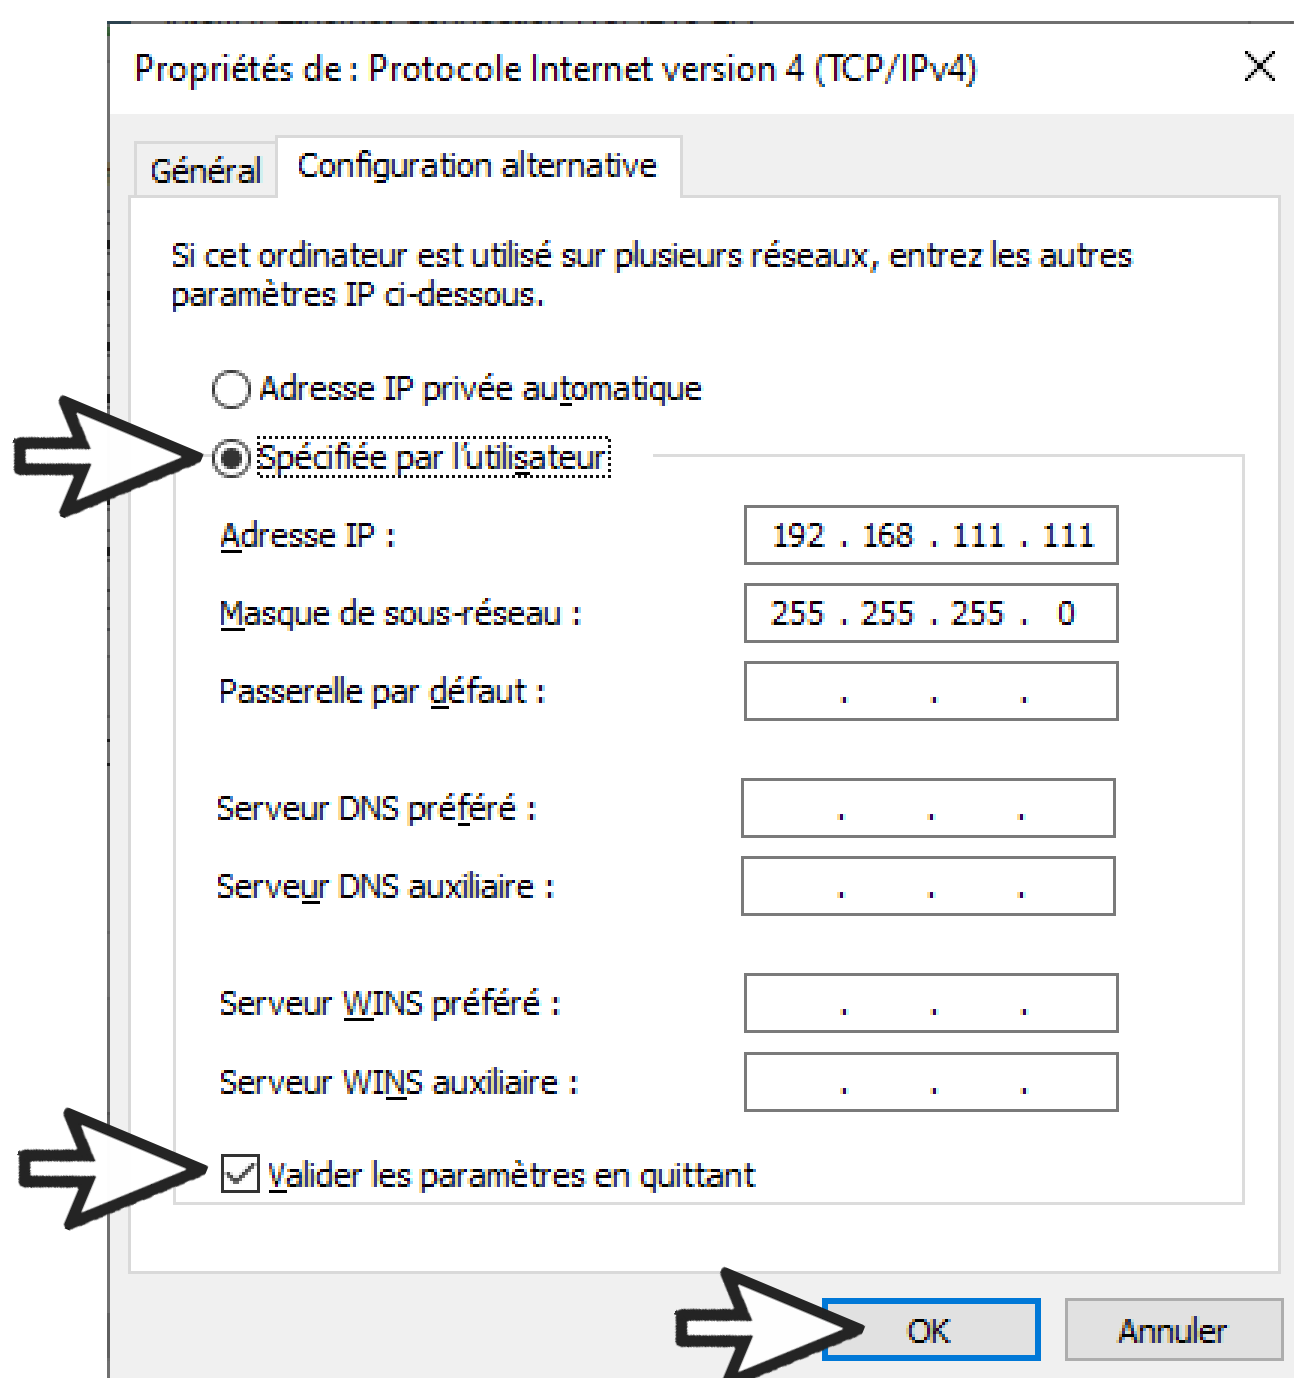 Propriétés de : Protocole Internet version 4 (TCP/IPv4)
Général
Configuration alternative
Si cet ordinateur est utilisé sur plusieurs réseaux, entrez les autres
paramètres IP ci-dessous.
Adresse IP privée automatique
Spécifiée par l'utilisateur
Adresse IP : 192 . 168 . 111 . 111
Masque de sous-réseau : 255 . 255 . 255 . 0
Passerelle par défaut : . . .
Serveur DNS préféré : . . .
Serveur DNS auxiliaire : . . .
Serveur WINS préféré : . . .
Serveur WINS auxiliaire : . . .
Valider les paramètres en quittant
OK
Annuler